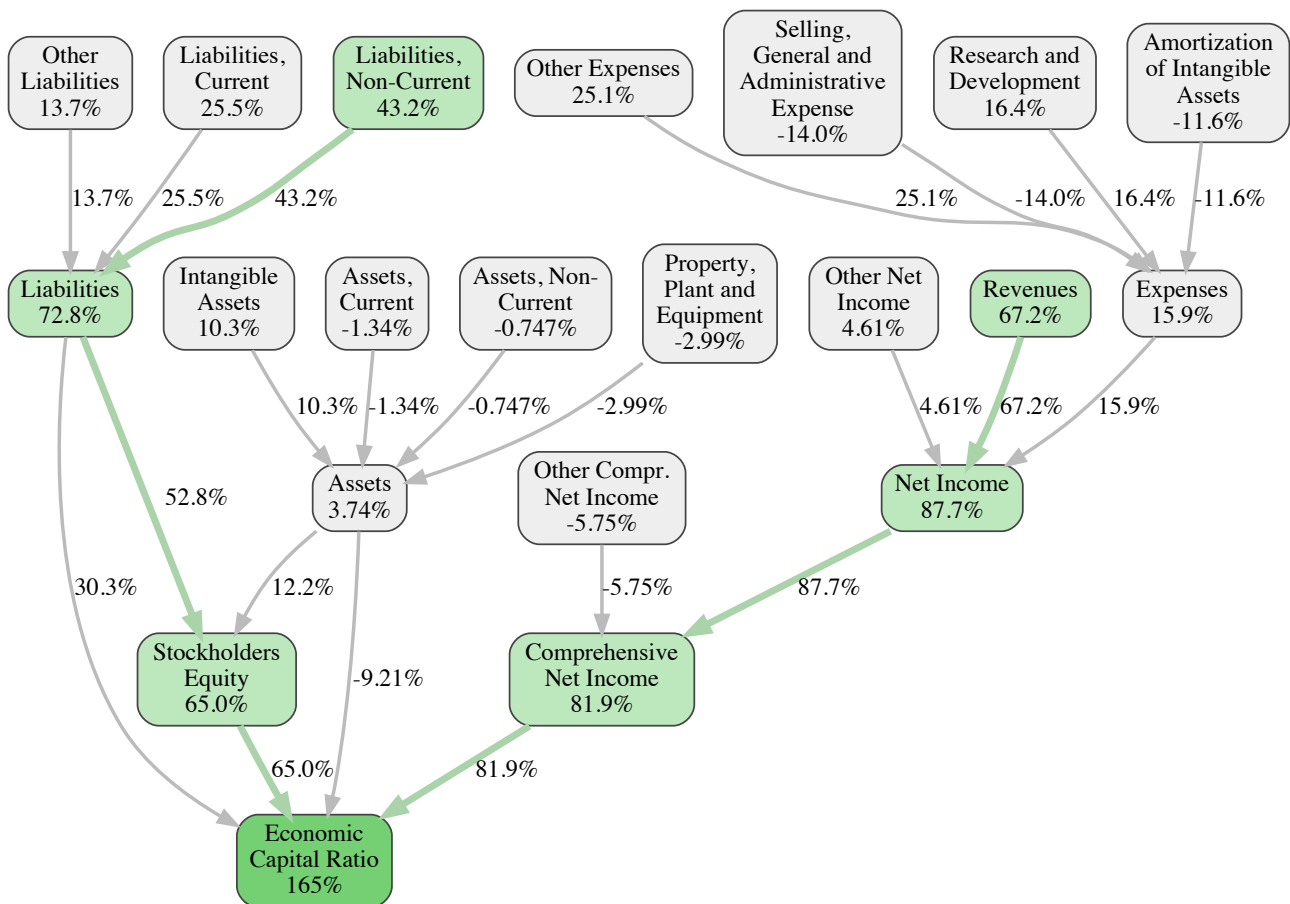 Other
Liabilities
13.7%
Liabilities,
Current
25.5%
Liabilities,
Non-Current
43.2%
Other Expenses
25.1%
Selling,
General and
Administrative
Expense
-14.0%
Research and
Development
16.4%
Amortization
of Intangible
Assets
-11.6%
13.7%
25.5%
43.2%
25.1%
-14.0%
16.4%
-11.6%
Liabilities
72.8%
Intangible
Assets
10.3%
Assets,
Current
-1.34%
Assets, Non-
Current
-0.747%
Property,
Plant and
Equipment
-2.99%
Other Net
Income
4.61%
Revenues
67.2%
Expenses
15.9%
10.3%
-1.34%
-0.747%
-2.99%
4.61%
67.2%
15.9%
52.8%
Assets
3.74%
Other Compr.
Net Income
-5.75%
Net Income
87.7%
30.3%
12.2%
-5.75%
87.7%
Stockholders
Equity
65.0%
-9.21%
Comprehensive
Net Income
81.9%
65.0%
81.9%
Economic
Capital Ratio
165%